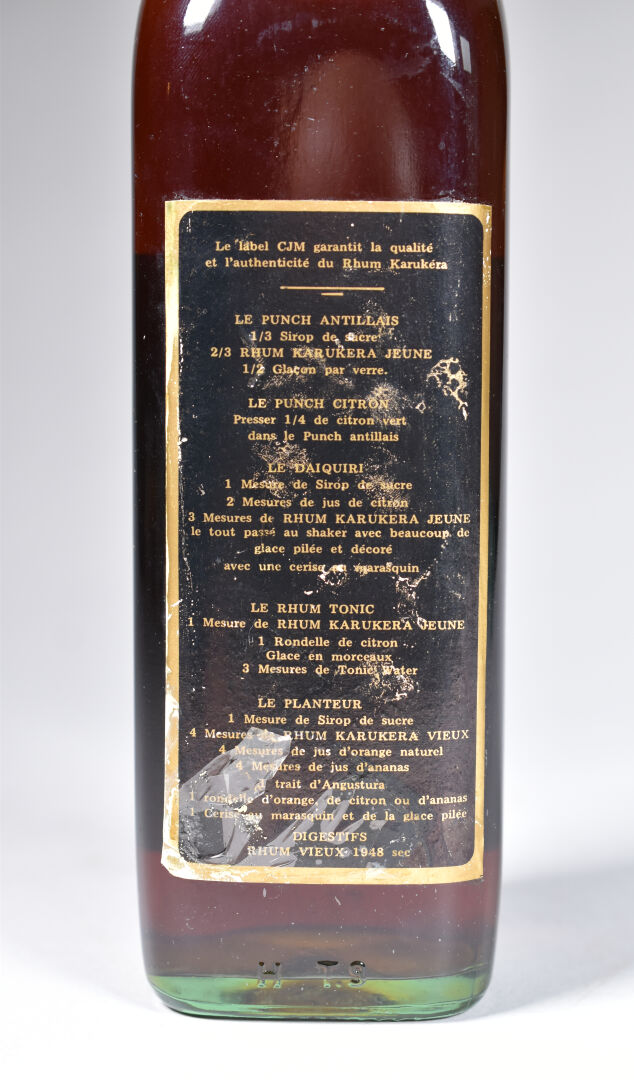 Le label CJM garantit la qualité
et l'authenticité du Rhum Karukéra
LE PUNCH ANTILLAIS
1/3 Sirop de sucre
2/3 RHUM KARUKERA JEUNE
1/2 Glaçon par verre.
LE PUNCH CITRON
Presser 1/4 de citron vert
dans le Punch antillais
LE DAIQUIRI
1 Mesure de Sirop de sucre
2 Mesures de jus de citron
3 Mesures de RHUM KARUKERA JEUNE
le tout passé au shaker avec beaucoup de
glace pilée et décoré
avec une cerise au marasquin
LE RHUM TONIC
1 Mesure de RHUM KARUKERA JEUNE
1 Rondelle de citron
Glace en morceaux
3 Mesures de Tonic Water
LE PLANTEUR
1 Mesure de Sirop de sucre
4 Mesures de RHUM KARUKERA VIEUX
4 Mesures de jus d'orange naturel
4 Mesures de jus d'ananas
trait d'Angustura
1 rondelle d'orange, de citron ou d'ananas
1 Cerise au marasquin et de la glace pilée
DIGESTIFS
RHUM VIEUX 1948 sec